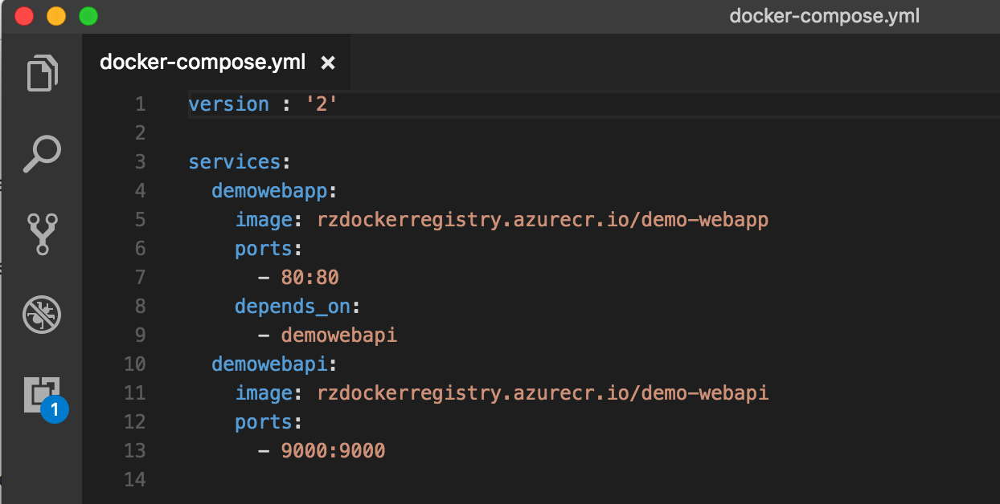 docker-compose.yml
docker-compose.yml ×
1 version : '2'
2
3 services:
4   demowebapp:
5     image: rzdockerregistry.azurecr.io/demo-webapp
6     ports:
7       - 80:80
8     depends_on:
9       - demowebapi
10   demowebapi:
11     image: rzdockerregistry.azurecr.io/demo-webapi
12     ports:
13       - 9000:9000
14
1